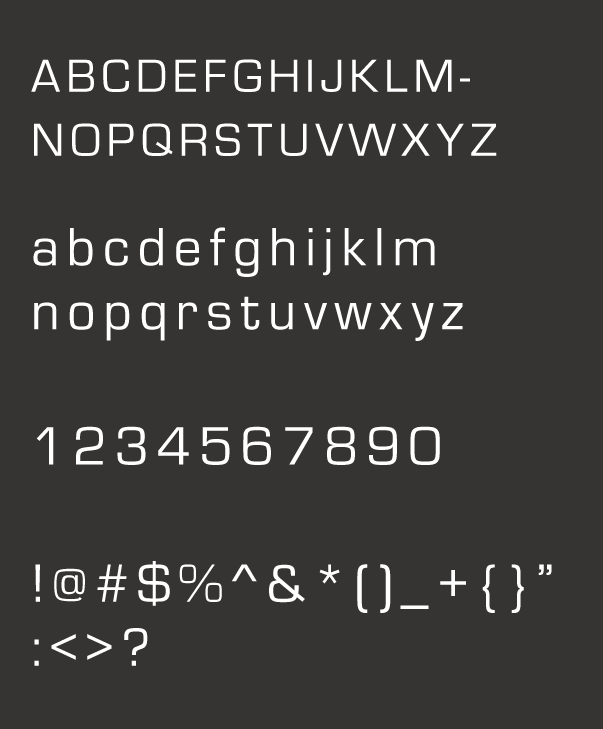 ABCDEFGHIJKLM-
NOPQRSTUVWXYZ
abcdefghijklm
nopqrstuvwxyz
1234567890
!@#$%^&*()_+{}”
:<>?